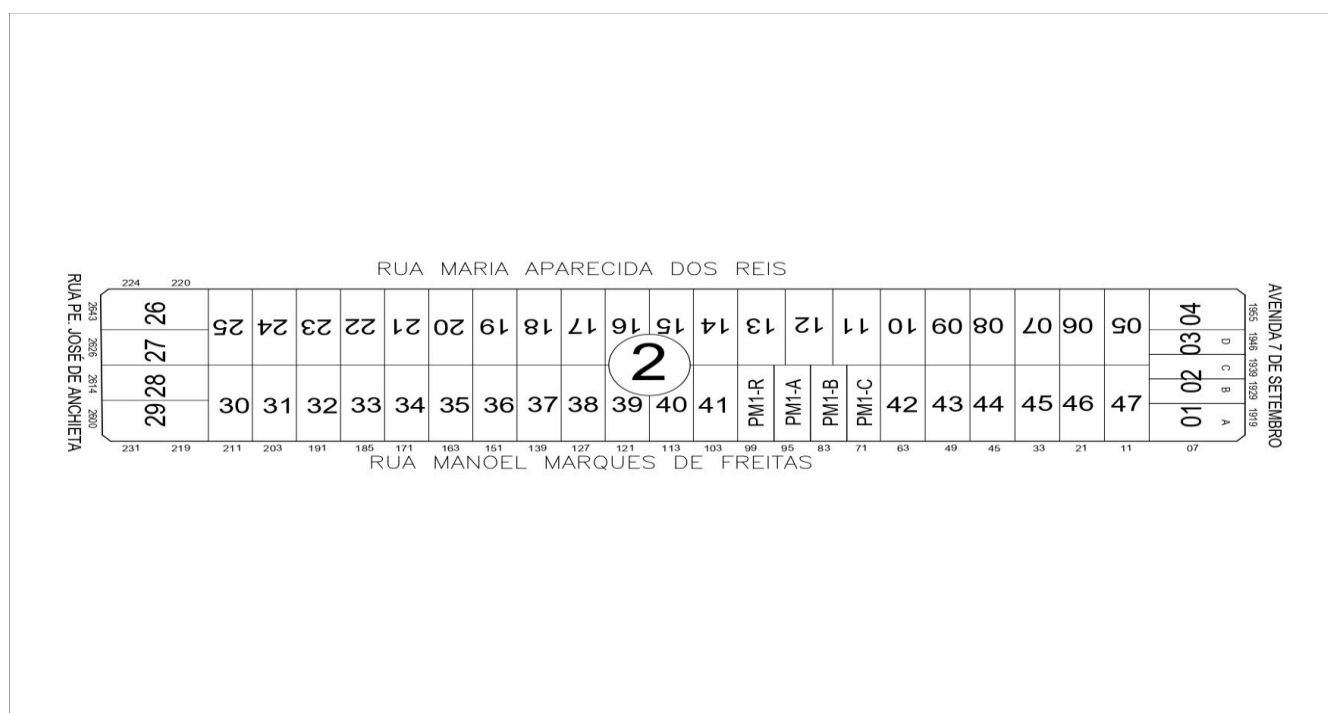 RUA MARIA APARECIDA DOS REIS
224 220
RUA PE. JOSÉ DE ANCHIETA
2643
2626
2614
2600
26
27
28
29
25 24 23 22 21 20 19 18 17 16 15 14 13 12 11 10 09 08 07 06 05
2
30 31 32 33 34 35 36 37 38 39 40 41 PM1-R PM1-A PM1-B PM1-C 42 43 44 45 46 47
04
03 D
02 C
B
01 A
1955
1946
1939
1929
1919
AVENIDA 7 DE SETEMBRO
231 219 211 203 191 185 171 163 151 139 127 121 113 103 99 95 83 71 63 49 45 33 21 11 07
RUA MANOEL MARQUES DE FREITAS